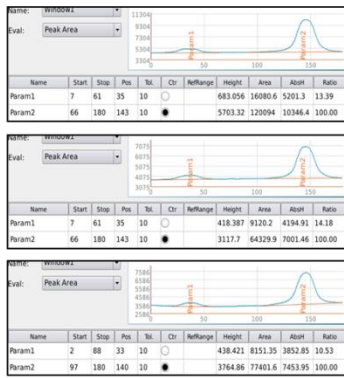 Name: Window1
Eval: Peak Area
11304
9304
7304
5304
3304
Param1
Param2
0 50 100 150
Name Start Stop Pos Tol. Ctr RefRange Height Area AbsH Ratio
Param1 7 61 35 10 683.056 16080.6 5201.3 13.39
Param2 66 180 143 10 5703.32 120094 10346.4 100.00
Eval: Peak Area
7075
6075
5075
4075
3075
Param1
Param2
0 50 100 150
Name Start Stop Pos Tol. Ctr RefRange Height Area AbsH Ratio
Param1 7 61 35 10 418.387 9120.2 4194.91 14.18
Param2 66 180 143 10 3117.7 64329.9 7001.46 100.00
Name: Window1
Eval: Peak Area
7586
6586
5586
4586
3586
2586
Param1
Param2
0 50 100 150
Name Start Stop Pos Tol. Ctr RefRange Height Area AbsH Ratio
Param1 2 88 33 10 438.421 8151.35 3852.85 10.53
Param2 97 180 140 10 3764.86 77401.6 7453.95 100.00